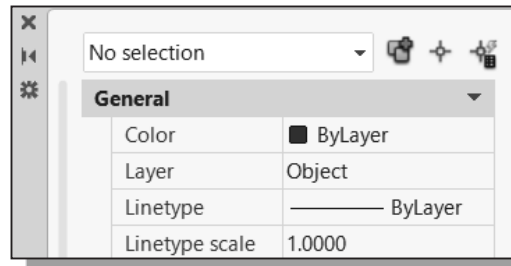 No selection
General
Color ByLayer
Layer Object
Linetype ByLayer
Linetype scale 1.0000